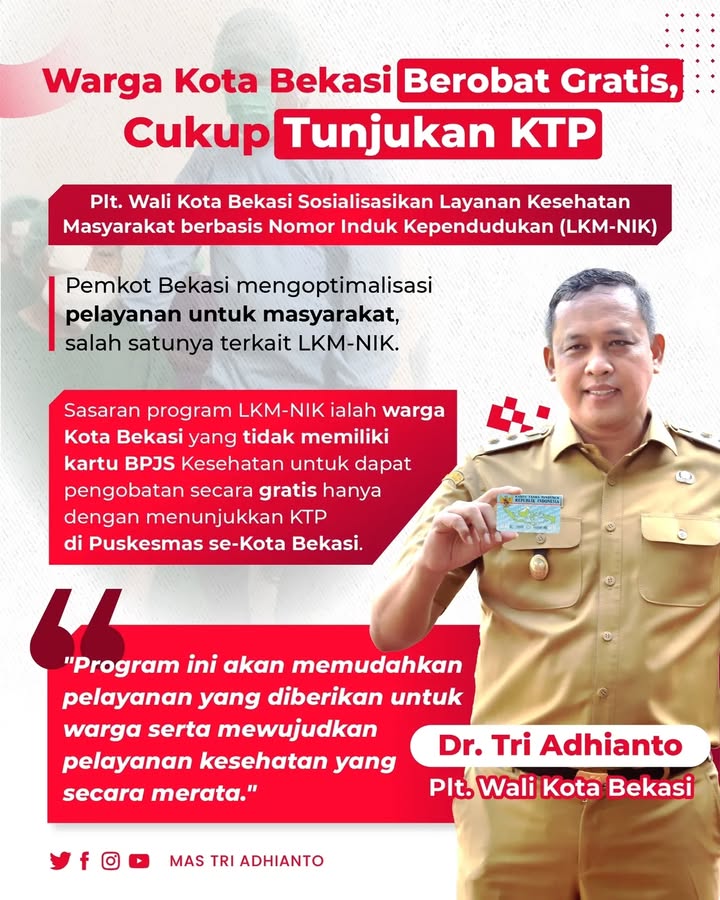 Warga Kota Bekasi Berobat Gratis,
Cukup Tunjukan KTP
Plt. Wali Kota Bekasi Sosialisasikan Layanan Kesehatan
Masyarakat berbasis Nomor Induk Kependudukan (LKM-NIK)
Pemkot Bekasi mengoptimalisasi
pelayanan untuk masyarakat,
salah satunya terkait LKM-NIK.
Sasaran program LKM-NIK ialah warga
Kota Bekasi yang tidak memiliki
kartu BPJS Kesehatan untuk dapat
pengobatan secara gratis hanya
dengan menunjukkan KTP
di Puskesmas se-Kota Bekasi.
REPUBLIK INDONESIA
"Program ini akan memudahkan
pelayanan yang diberikan untuk
warga serta mewujudkan
pelayanan kesehatan yang
secara merata."
Dr. Tri Adhianto
Plt. Wali Kota Bekasi
MAS TRI ADHIANTO